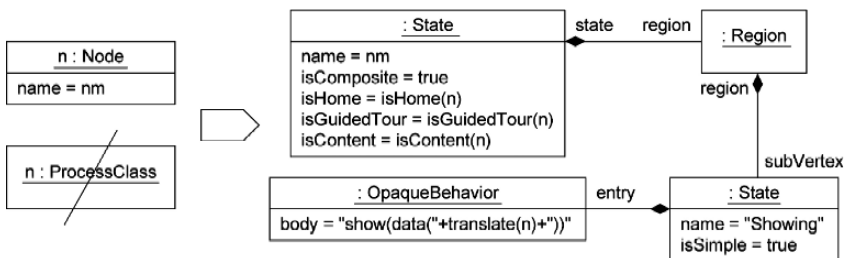 n : Node
name = nm
n : ProcessClass
: State
name = nm
isComposite = true
isHome = isHome(n)
isGuidedTour = isGuidedTour(n)
isContent = isContent(n)
state
region
: Region
region
subVertex
: OpaqueBehavior
body = "show(data("+translate(n)+"))"
entry
: State
name = "Showing"
isSimple = true